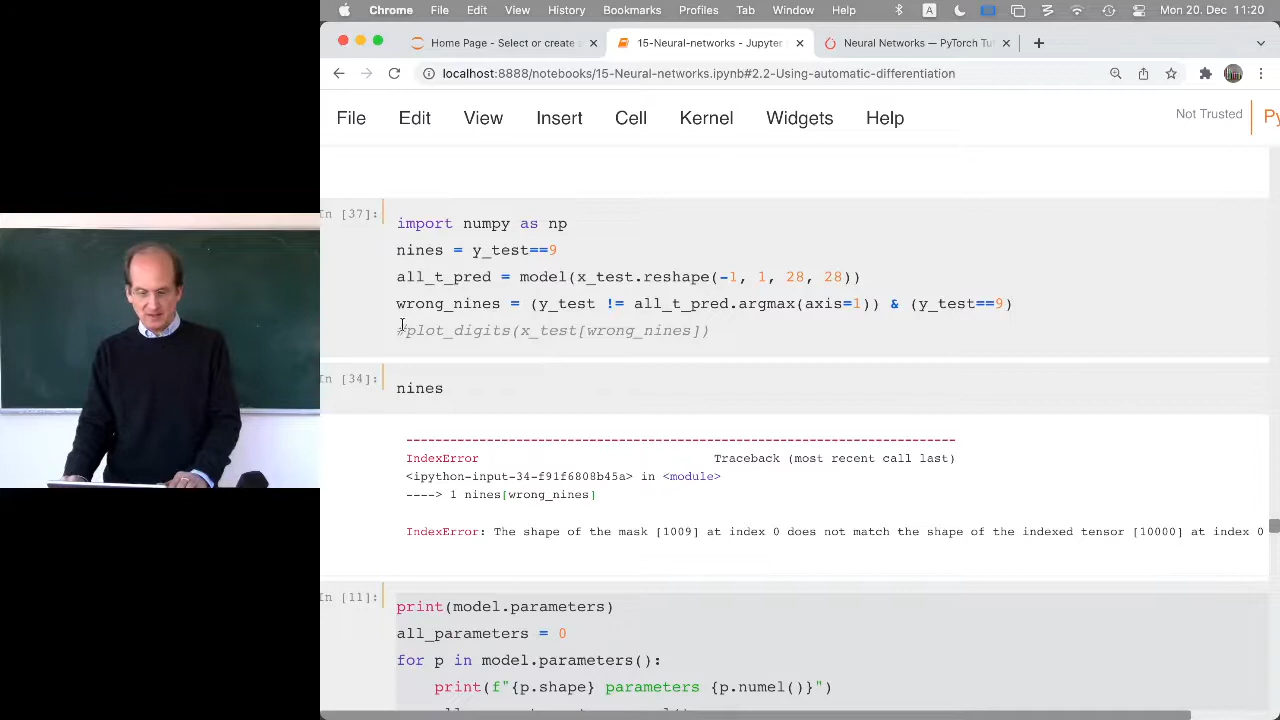 Chrome File Edit View History Bookmarks Profiles Tab Window Help A Mon 20. Dec 11:20
Home Page - Select or create 15-Neural-networks - Jupyter Neural Networks — PyTorch Tut
localhost:8888/notebooks/15-Neural-networks.ipynb#2.2-Using-automatic-differentiation
File Edit View Insert Cell Kernel Widgets Help Not Trusted Py
In [37]:
import numpy as np
nines = y_test==9
all_t_pred = model(x_test.reshape(-1, 1, 28, 28))
wrong_nines = (y_test != all_t_pred.argmax(axis=1)) & (y_test==9)
#plot_digits(x_test[wrong_nines])
In [34]:
nines
---------------------------------------------------------------------------
IndexError Traceback (most recent call last)
<ipython-input-34-f91f6808b45a> in <module>
----> 1 nines[wrong_nines]
IndexError: The shape of the mask [1009] at index 0 does not match the shape of the indexed tensor [10000] at index 0
In [11]:
print(model.parameters)
all_parameters = 0
for p in model.parameters():
print(f"{p.shape} parameters {p.numel()}")